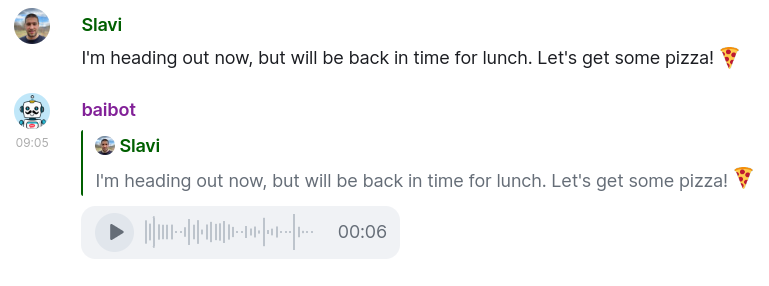 Slavi
I'm heading out now, but will be back in time for lunch. Let's get some pizza! 🍕
baibot
09:05
Slavi
I'm heading out now, but will be back in time for lunch. Let's get some pizza! 🍕
00:06